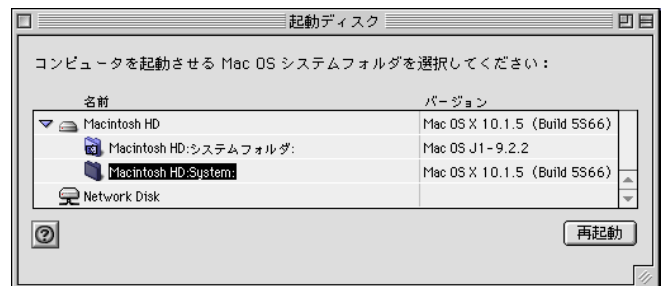 起動ディスク
コンピュータを起動させる Mac OS システムフォルダを選択してください：
名前 バージョン
Macintosh HD Mac OS X 10.1.5 (Build 5S66)
Macintosh HD:システムフォルダ: Mac OS J1-9.2.2
Macintosh HD:System: Mac OS X 10.1.5 (Build 5S66)
Network Disk
再起動